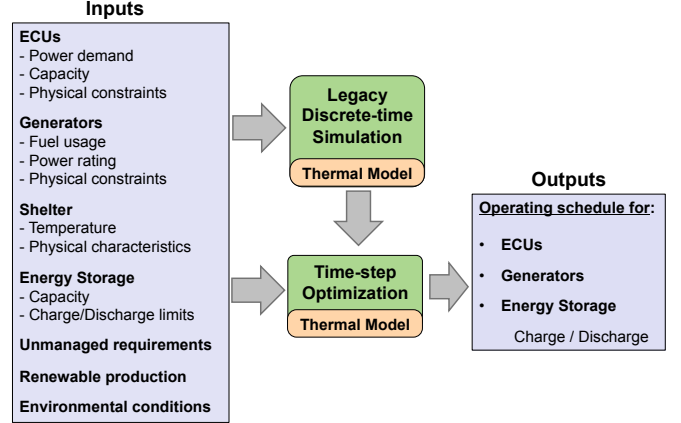 Inputs
ECUs
- Power demand
- Capacity
- Physical constraints
Generators
- Fuel usage
- Power rating
- Physical constraints
Shelter
- Temperature
- Physical characteristics
Energy Storage
- Capacity
- Charge/Discharge limits
Unmanaged requirements
Renewable production
Environmental conditions
Legacy
Discrete-time
Simulation
Thermal Model
Time-step
Optimization
Thermal Model
Outputs
Operating schedule for:
• ECUs
• Generators
• Energy Storage
Charge / Discharge